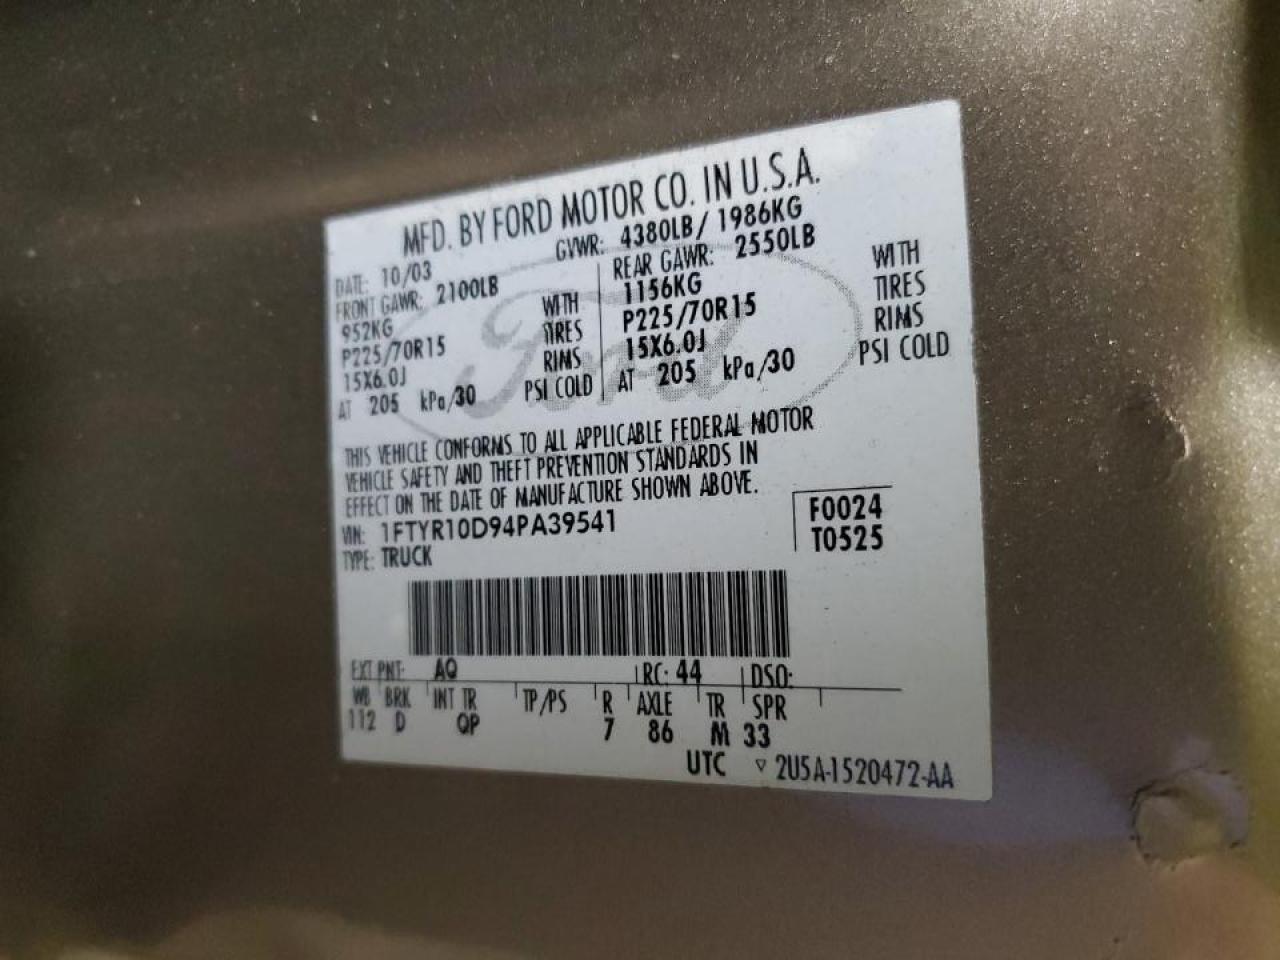 MFD. BY FORD MOTOR CO. IN U.S.A.
DATE: 10/03 GVWR: 4380LB/ 1986KG
FRONT GAWR: 2100LB REAR GAWR: 2550LB
952KG WITH 1156KG WITH
P225/70R15 TIRES P225/70R15 TIRES
15X6.0J RIMS 15X6.0J RIMS
AT 205 kPa/30 PSI COLD AT 205 kPa/30 PSI COLD
Ford
THIS VEHICLE CONFORMS TO ALL APPLICABLE FEDERAL MOTOR
VEHICLE SAFETY AND THEFT PREVENTION STANDARDS IN
EFFECT ON THE DATE OF MANUFACTURE SHOWN ABOVE.
VIN: 1FTYR10D94PA39541 F0024
TYPE: TRUCK T0525
EXT PNT: AQ RC: 44 DSO:
WB BRK INT TR TP/PS R AXLE TR SPR
112 D QP 7 86 M 33
UTC ▽ 2U5A-1520472-AA